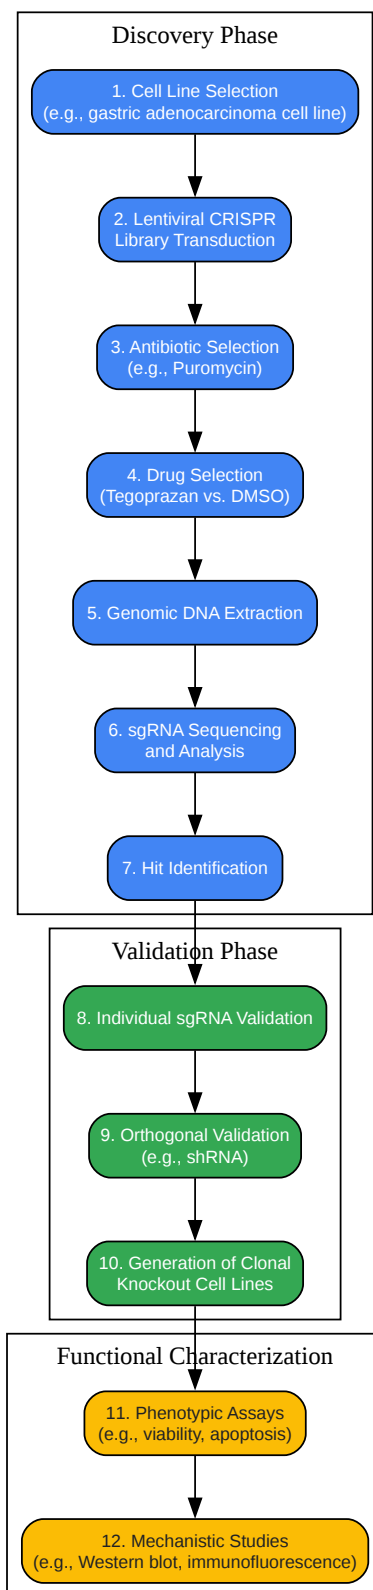 Discovery Phase
1. Cell Line Selection
(e.g., gastric adenocarcinoma cell line)
2. Lentiviral CRISPR
Library Transduction
3. Antibiotic Selection
(e.g., Puromycin)
4. Drug Selection
(Tegoprazan vs. DMSO)
5. Genomic DNA Extraction
6. sgRNA Sequencing
and Analysis
7. Hit Identification
Validation Phase
8. Individual sgRNA Validation
9. Orthogonal Validation
(e.g., shRNA)
10. Generation of Clonal
Knockout Cell Lines
Functional Characterization
11. Phenotypic Assays
(e.g., viability, apoptosis)
12. Mechanistic Studies
(e.g., Western blot, immunofluorescence)